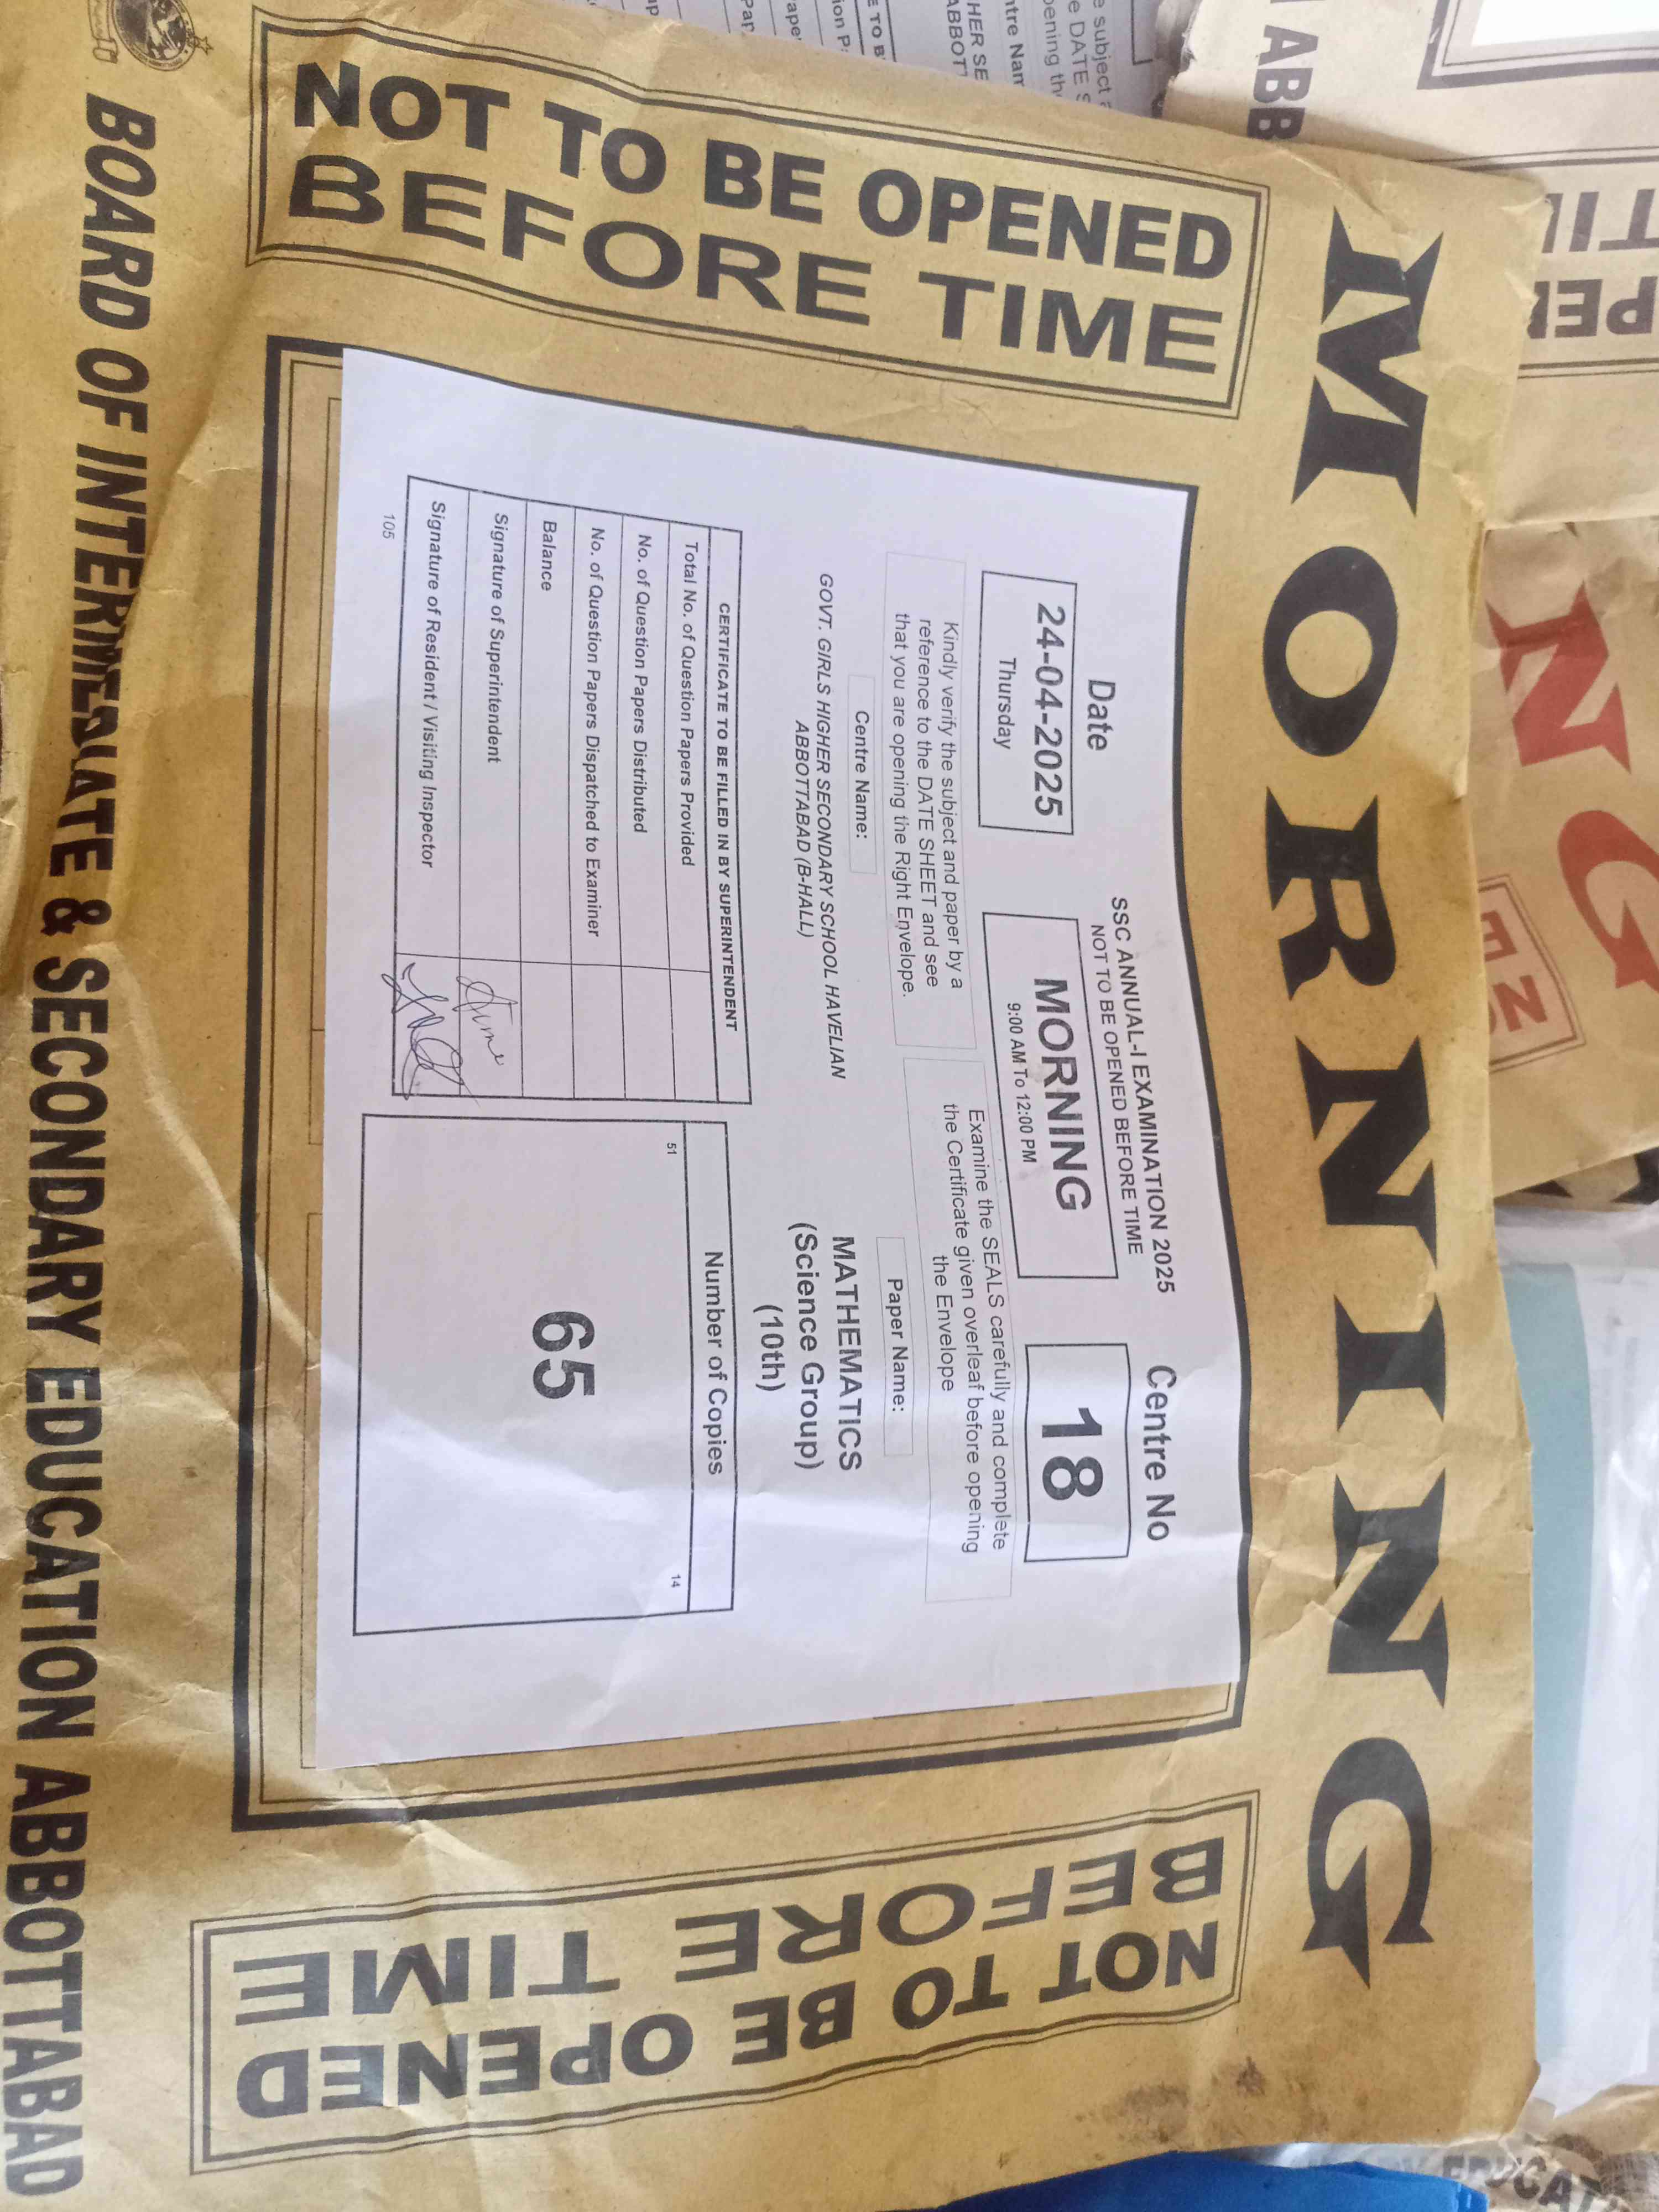 MORNING
NOT TO BE OPENED
BEFORE TIME
Date
24-04-2025
Thursday
SSC ANNUAL-I EXAMINATION 2025
NOT TO BE OPENED BEFORE TIME
MORNING
9:00 AM To 12:00 PM
Centre No
18
Kindly verify the subject and paper by a
reference to the DATE SHEET and see
that you are opening the Right Envelope.
Examine the SEALS carefully and complete
the Certificate given overleaf before opening
the Envelope
Centre Name:
GOVT. GIRLS HIGHER SECONDARY SCHOOL HAVELIAN
ABBOTTABAD (B-HALL)
Paper Name:
MATHEMATICS
(Science Group)
(10th)
CERTIFICATE TO BE FILLED IN BY SUPERINTENDENT
Total No. of Question Papers Provided
No. of Question Papers Distributed
No. of Question Papers Dispatched to Examiner
Balance
Signature of Superintendent
Signature of Resident / Visiting Inspector
105
Number of Copies
51
14
65
NOT TO BE OPENED
BEFORE TIME
BOARD OF INTERMEDIATE & SECONDARY EDUCATION ABBOTTABAD
ABB
NG